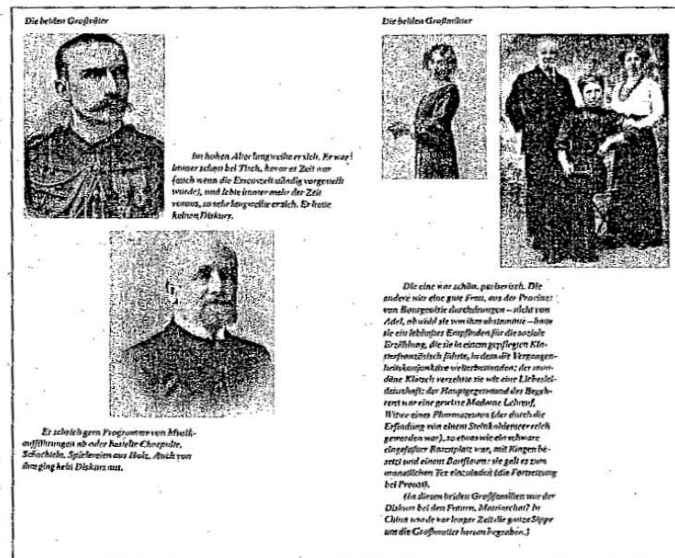 Die beiden Großväter
Im hohen Alter langweilte er sich. Er war
immer schon bei Tisch, bevor es Zeit war
(auch wenn die Essenszeit ständig vorgestellt
wurde), und lebte immer mehr der Zeit
voraus, so sehr langweilte er sich. Er hatte
keinen Diskurs.
Er schrieb gern Programme von Musik-
aufführungen ab oder bastelte Chorpulte,
Schachteln, Spielereien aus Holz. Auch von
ihm ging kein Diskurs aus.
Die beiden Großmütter
Die eine war schön, pariserisch. Die
andere war eine gute Frau, aus der Provinz:
von Bourgeoisie durchdrungen – nicht von
Adel, obwohl sie von ihm abstammte – hatte
sie ein lebhaftes Empfinden für die soziale
Erzählung, die sie in einem gepflegten Klo-
sterfranzösisch führte, in dem die Vergangen-
heitskonjunktive weiterbestanden; der mon-
däne Klatsch verzehrte sie wie eine Liebeslei-
denschaft; der Hauptgegenstand des Begeh-
rens war eine gewisse Madame Lebœuf,
Witwe eines Pharmazeuten (der durch die
Erfindung von einem Steinkohlenteer reich
geworden war), so etwas wie ein schwarz
eingefaßter Rasenplatz war, mit Ringen be-
setzt und einem Bartflaum: sie galt es zum
monatlichen Tee einzuladen (die Fortsetzung
bei Proust).
(In diesen beiden Großfamilien war der
Diskurs bei den Frauen. Matriarchat? In
China wurde vor langer Zeit die ganze Sippe
um die Großmutter herum begraben.)